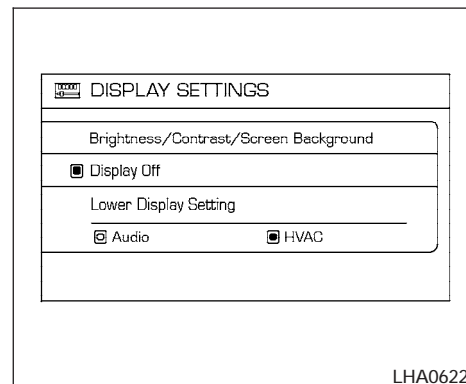 DISPLAY SETTINGS
Brightness/Contrast/Screen Background
Display Off
Lower Display Setting
Audio HVAC
LHA0622